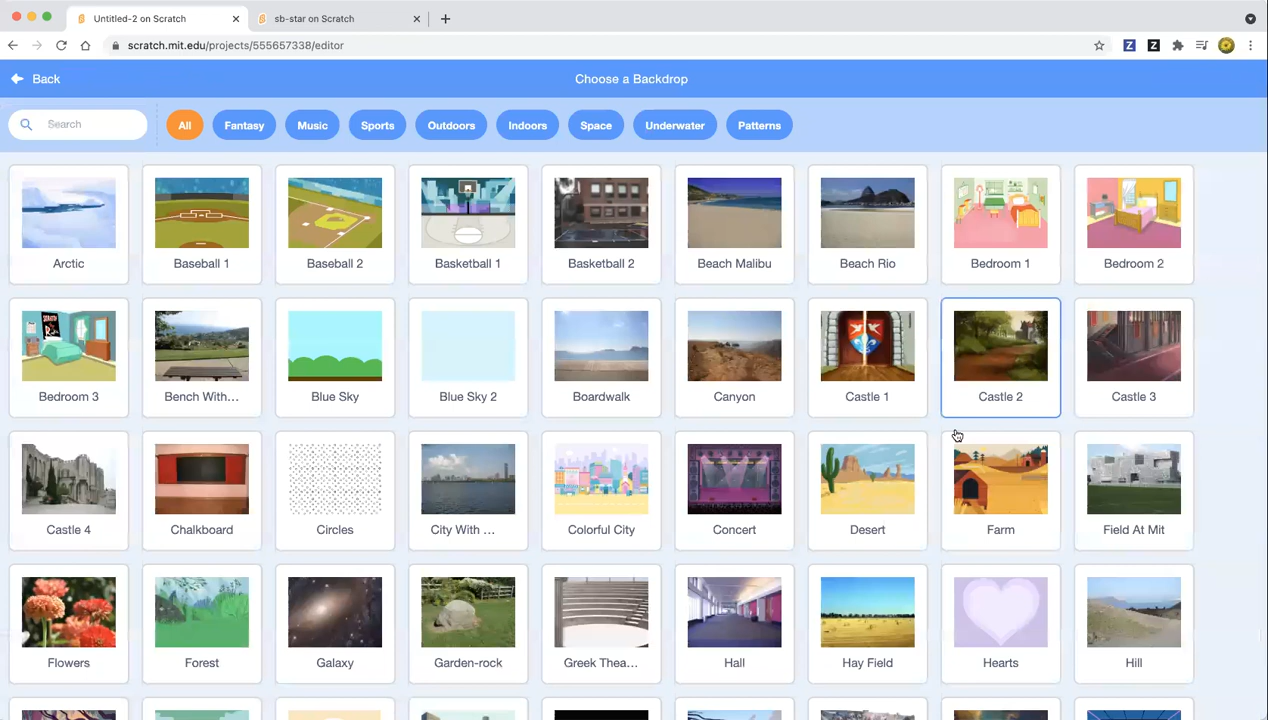 Untitled-2 on Scratch
sb-star on Scratch
scratch.mit.edu/projects/555657338/editor
Back
Choose a Backdrop
Search
All
Fantasy
Music
Sports
Outdoors
Indoors
Space
Underwater
Patterns
Arctic
Baseball 1
Baseball 2
Basketball 1
Basketball 2
Beach Malibu
Beach Rio
Bedroom 1
Bedroom 2
Bedroom 3
Bench With...
Blue Sky
Blue Sky 2
Boardwalk
Canyon
Castle 1
Castle 2
Castle 3
Castle 4
Chalkboard
Circles
City With ...
Colorful City
Concert
Desert
Farm
Field At Mit
Flowers
Forest
Galaxy
Garden-rock
Greek Thea...
Hall
Hay Field
Hearts
Hill